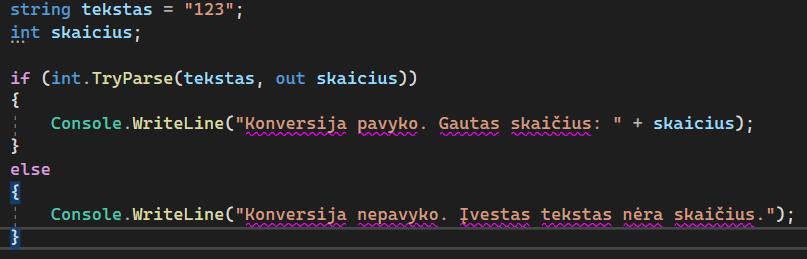 string tekstas = "123";
int skaicius;
if (int.TryParse(tekstas, out skaicius))
{
Console.WriteLine("Konversija pavyko. Gautas skaičius: " + skaicius);
}
else
{
Console.WriteLine("Konversija nepavyko. Įvestas tekstas nėra skaičius.");
}